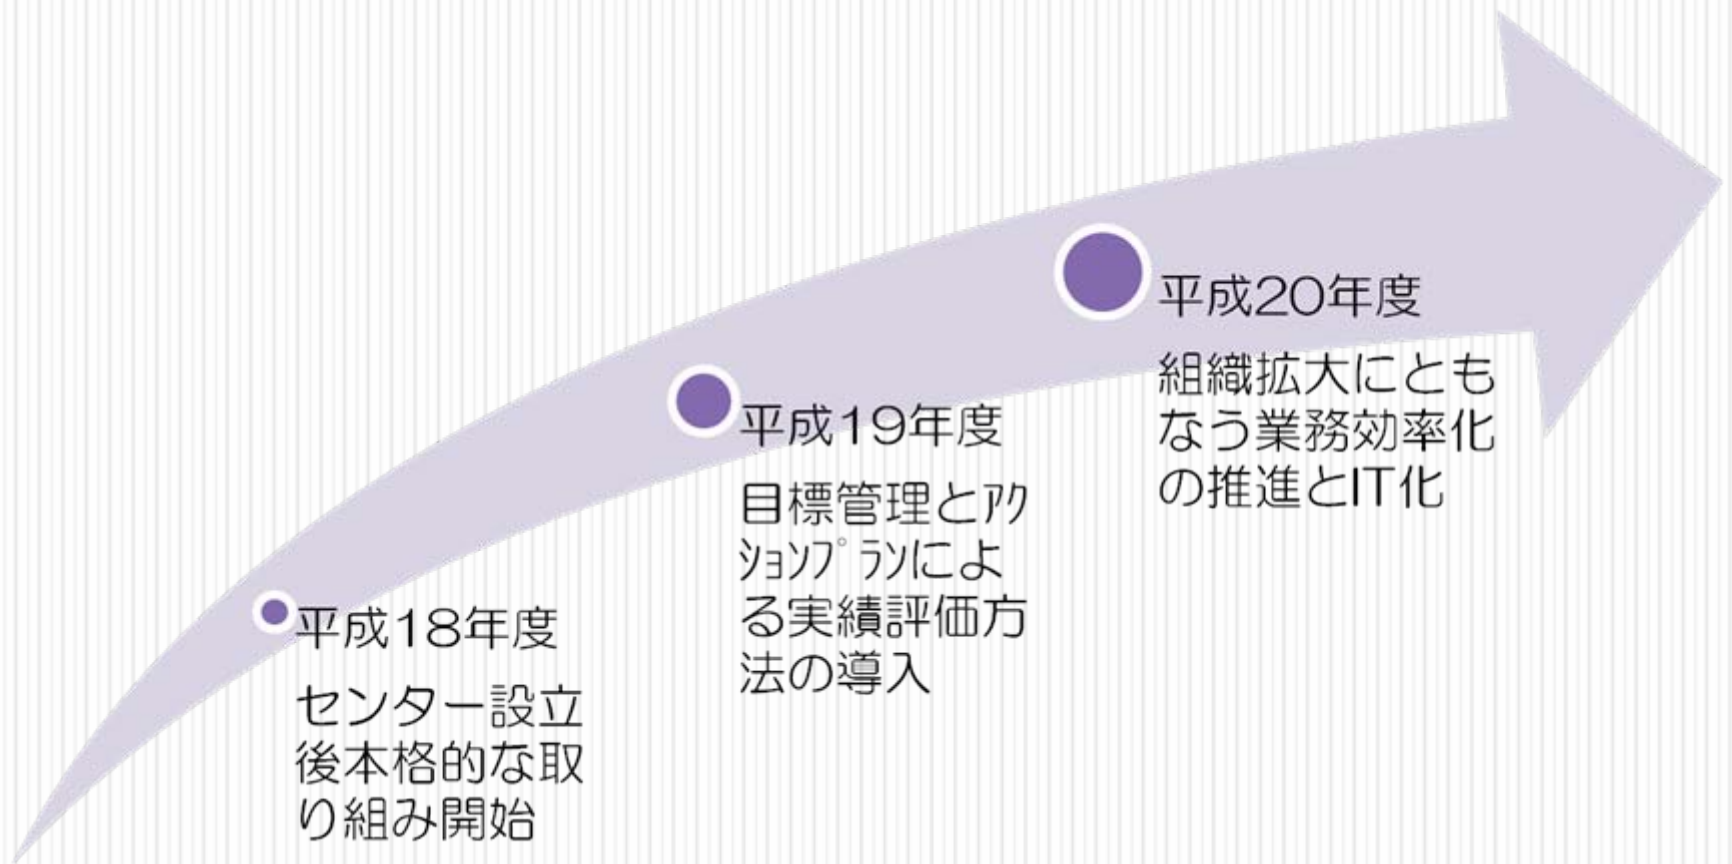 平成18年度
センター設立
後本格的な取
り組み開始
平成19年度
目標管理とｱｸ
ｼｮﾝﾌﾟﾗﾝによ
る実績評価方
法の導入
平成20年度
組織拡大にとも
なう業務効率化
の推進とIT化